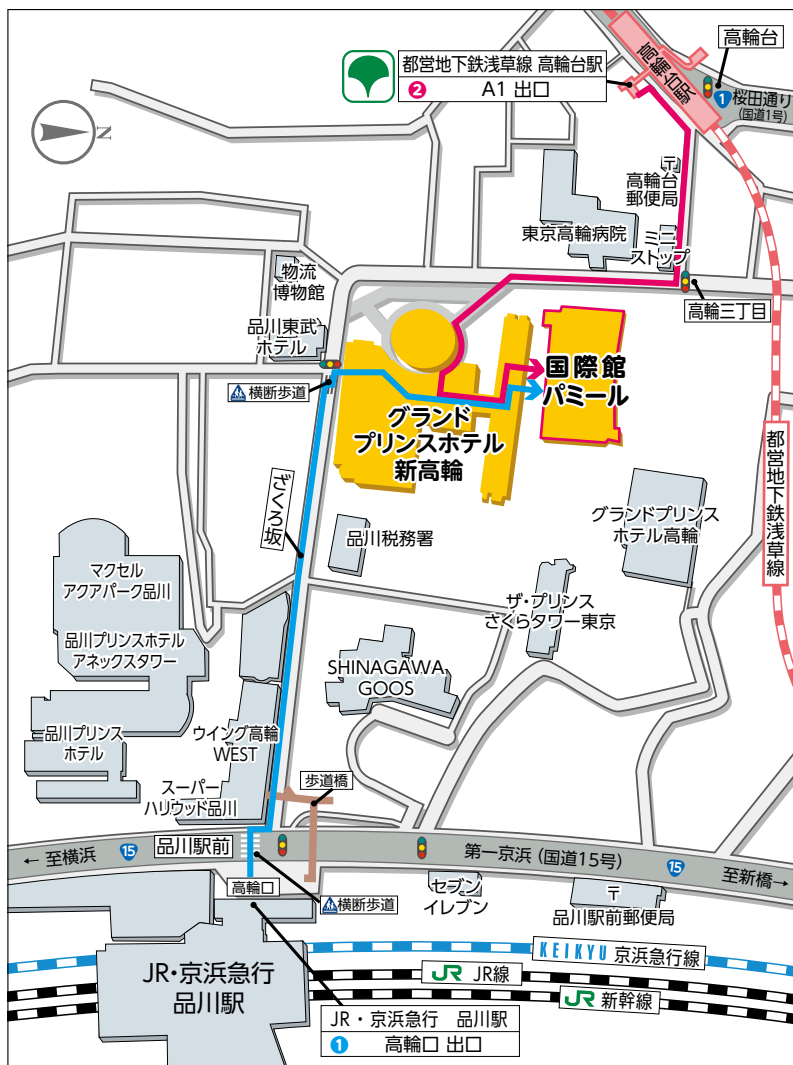 高輪台
都営地下鉄浅草線 高輪台駅
❷ A1 出口
高輪台駅
1
桜田通り
(国道1号)
N
〒
高輪台
郵便局
東京高輪病院
ミニ
ストップ
物流
博物館
高輪三丁目
品川東武
ホテル
横断歩道
国際館
パミール
グランド
プリンスホテル
新高輪
ざくろ坂
品川税務署
グランドプリンス
ホテル高輪
都営地下鉄浅草線
マクセル
アクアパーク品川
ザ・プリンス
さくらタワー東京
品川プリンスホテル
アネックスタワー
SHINAGAWA
GOOS
品川プリンス
ホテル
ウイング高輪
WEST
スーパー
ハリウッド品川
歩道橋
← 至横浜
15
品川駅前
第一京浜 (国道15号)
15
至新橋→
高輪口
横断歩道
セブン
イレブン
〒
品川駅前郵便局
KEIKYU 京浜急行線
JR・京浜急行
品川駅
JR JR線
JR 新幹線
JR・京浜急行 品川駅
❶ 高輪口 出口